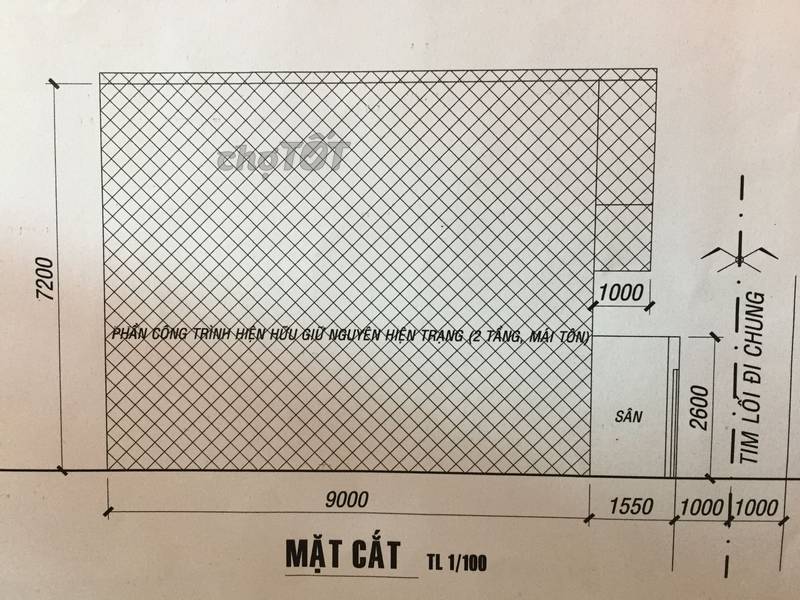 chợTỐT
7200
1000
PHẦN CÔNG TRÌNH HIỆN HỮU GIỮ NGUYÊN HIỆN TRẠNG (2 TẦNG, MÁI TÔN)
SÂN
2600
TIM LỐI ĐI CHUNG
9000
1550
1000
1000
MẶT CẮT TL 1/100